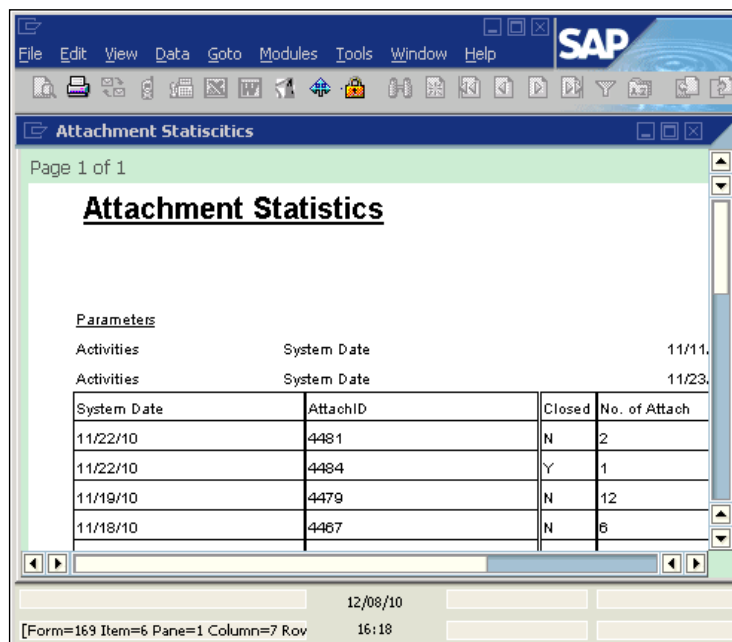 File Edit View Data Goto Modules Tools Window Help
SAP
Attachment Statiscitics
Page 1 of 1
Attachment Statistics
Parameters
Activities System Date 11/11.
Activities System Date 11/23.
System Date AttachID Closed No. of Attach
11/22/10 4481 N 2
11/22/10 4484 Y 1
11/19/10 4479 N 12
11/18/10 4467 N 6
12/08/10
[Form=169 Item=6 Pane=1 Column=7 Rov 16:18